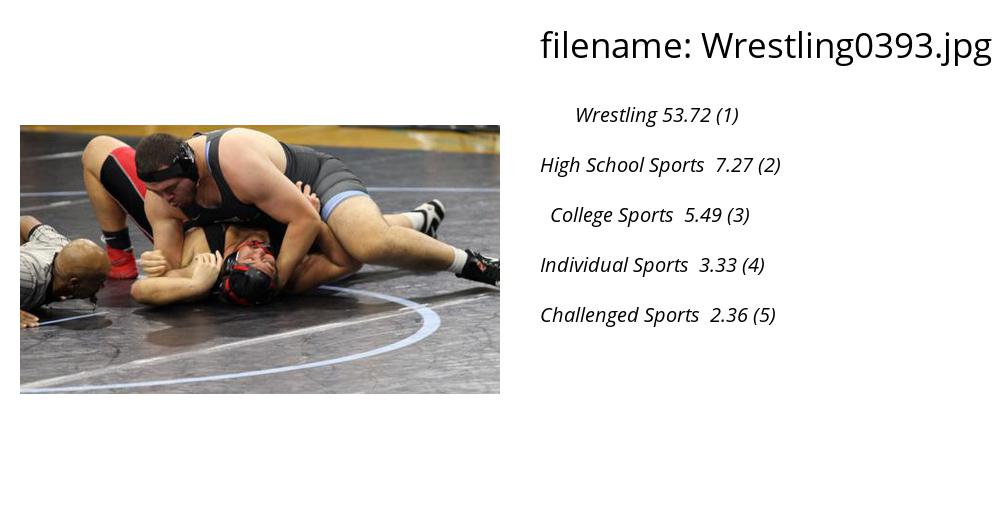 filename: Wrestling0393.jpg
Wrestling 53.72 (1)
High School Sports 7.27 (2)
College Sports 5.49 (3)
Individual Sports 3.33 (4)
Challenged Sports 2.36 (5)